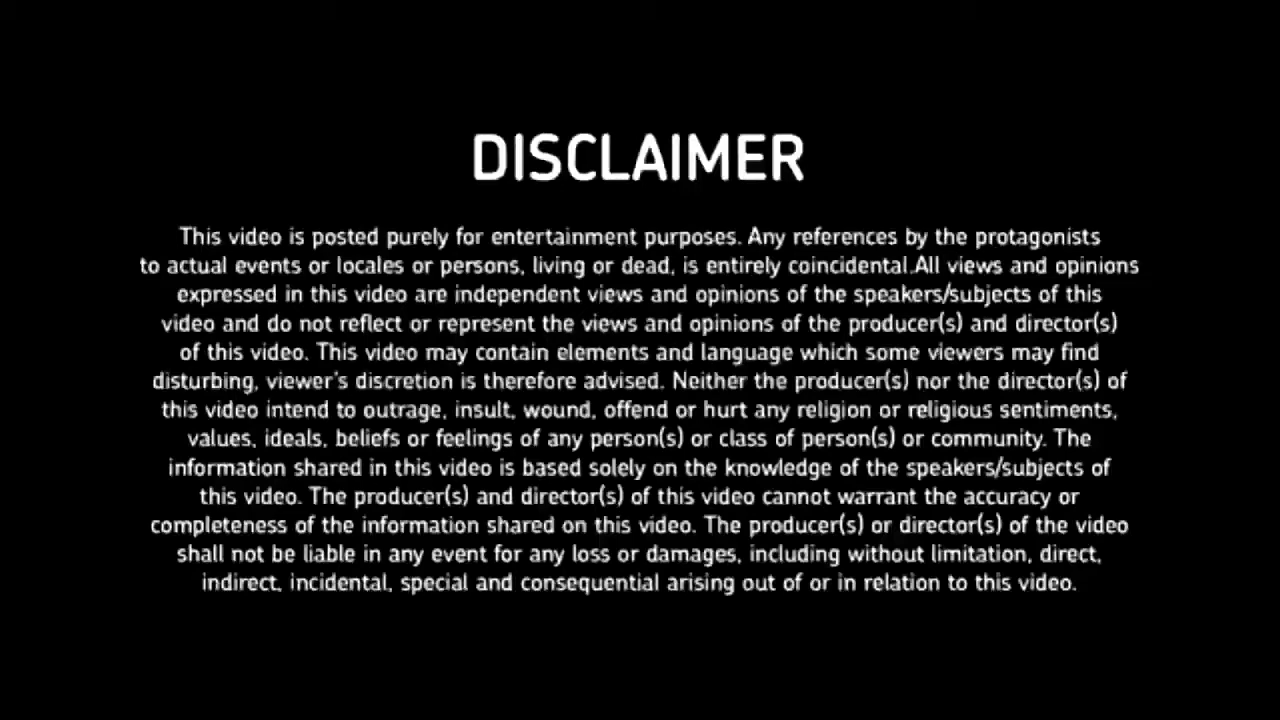 DISCLAIMER
This video is posted purely for entertainment purposes. Any references by the protagonists
to actual events or locales or persons, living or dead, is entirely coincidental.All views and opinions
expressed in this video are independent views and opinions of the speakers/subjects of this
video and do not reflect or represent the views and opinions of the producer(s) and director(s)
of this video. This video may contain elements and language which some viewers may find
disturbing, viewer's discretion is therefore advised. Neither the producer(s) nor the director(s) of
this video intend to outrage, insult, wound, offend or hurt any religion or religious sentiments,
values, ideals, beliefs or feelings of any person(s) or class of person(s) or community. The
information shared in this video is based solely on the knowledge of the speakers/subjects of
this video. The producer(s) and director(s) of this video cannot warrant the accuracy or
completeness of the information shared on this video. The producer(s) or director(s) of the video
shall not be liable in any event for any loss or damages, including without limitation, direct,
indirect, incidental, special and consequential arising out of or in relation to this video.